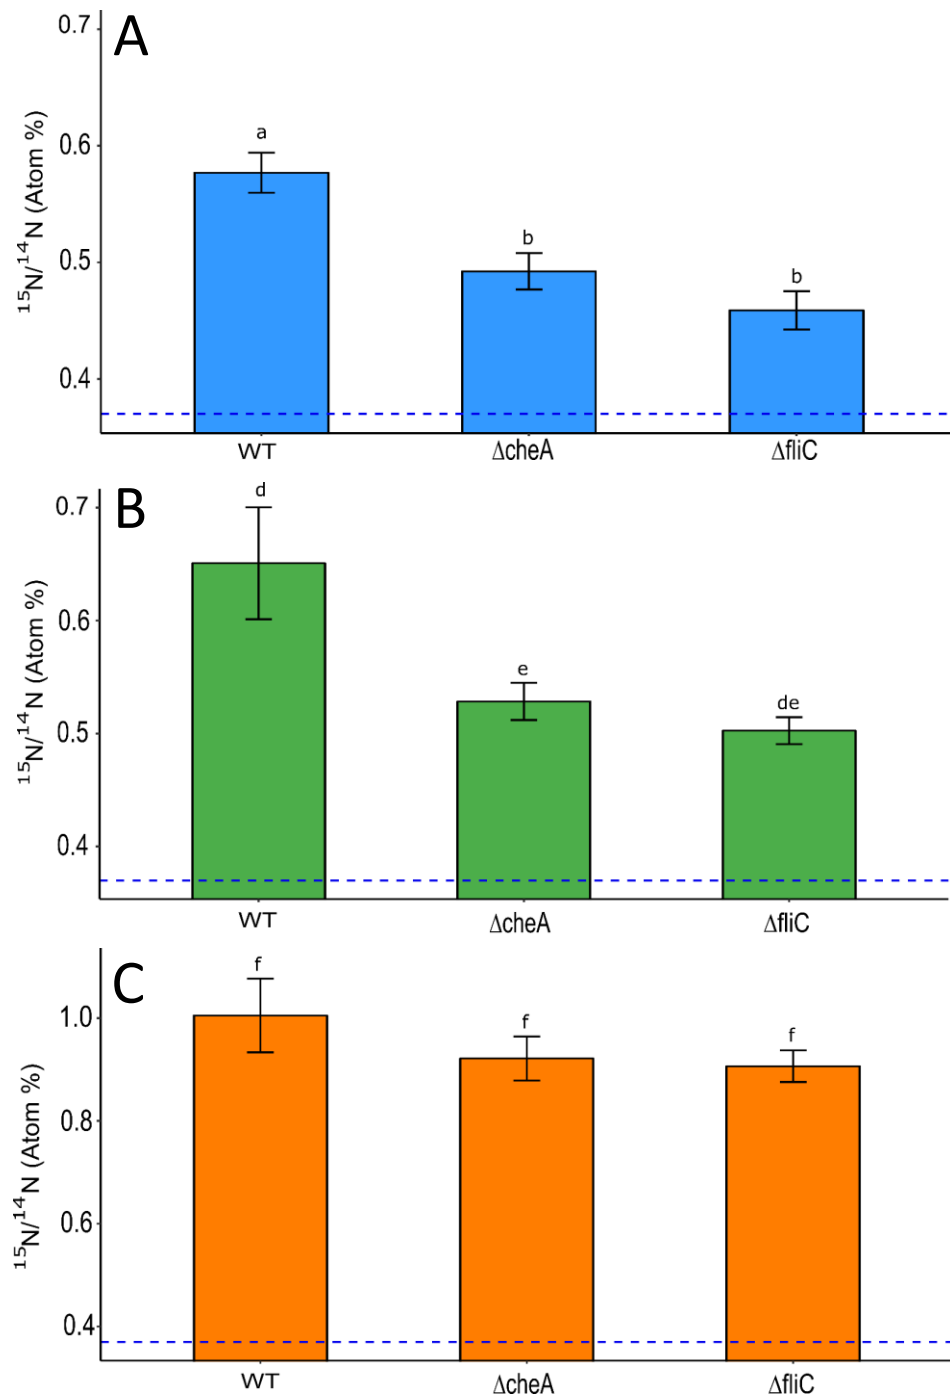 A
0.7
0.6
0.5
0.4
¹⁵N/¹⁴N (Atom %)
a
b
b
WT
ΔcheA
ΔfliC
B
0.7
0.6
0.5
0.4
¹⁵N/¹⁴N (Atom %)
d
e
de
WT
ΔcheA
ΔfliC
C
1.0
0.8
0.6
0.4
¹⁵N/¹⁴N (Atom %)
f
f
f
WT
ΔcheA
ΔfliC